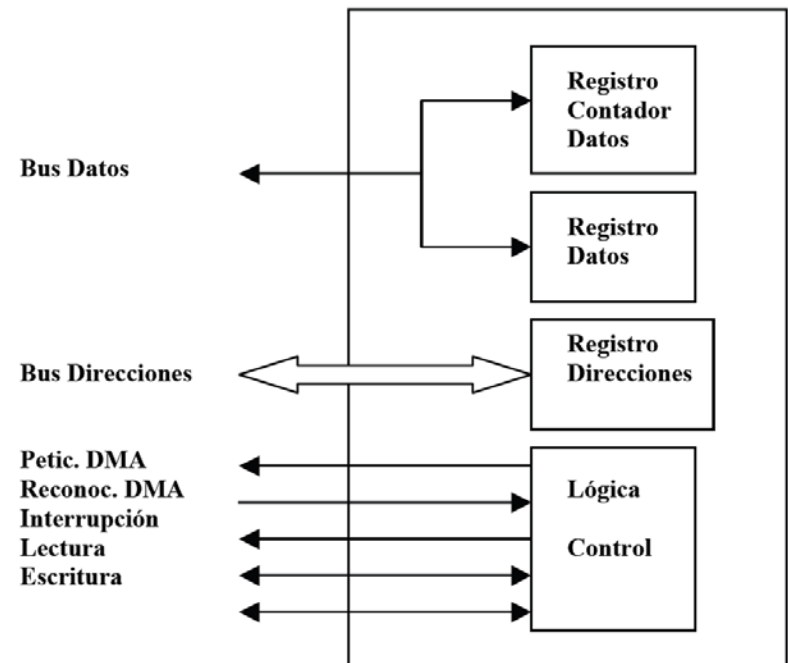 Registro
Contador
Datos
Bus Datos
Registro
Datos
Registro
Direcciones
Bus Direcciones
Petic. DMA
Reconoc. DMA
Interrupción
Lectura
Escritura
Lógica
Control